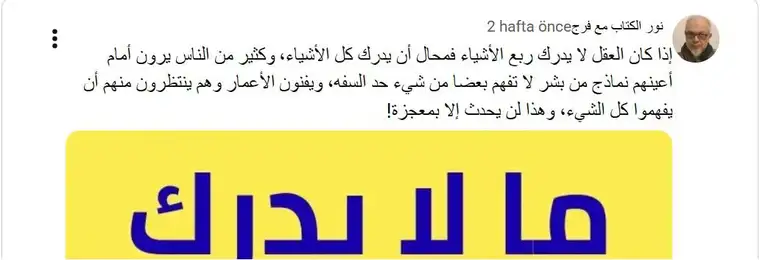 نور الكتاب مع فرج2 hafta önce
إذا كان العقل لا يدرك ربع الأشياء فمحال أن يدرك كل الأشياء، وكثير من الناس يرون أمام
أعينهم نماذج من بشر لا تفهم بعضا من شيء حد السفه، ويفنون الأعمار وهم ينتظرون منهم أن
يفهموا كل الشيء، وهذا لن يحدث إلا بمعجزة!
ما لا يدرك